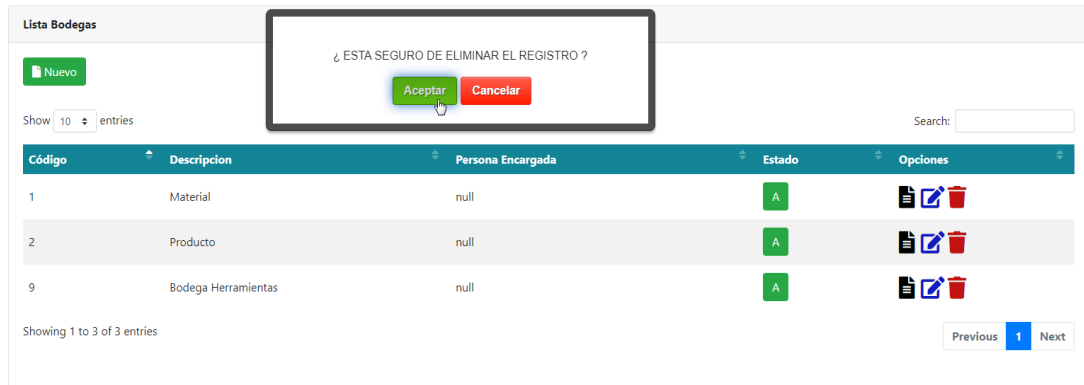 Lista Bodegas
¿ ESTA SEGURO DE ELIMINAR EL REGISTRO ?
Nuevo
Aceptar Cancelar
Show 10 entries Search:
Código Descripcion Persona Encargada Estado Opciones
1 Material null A
2 Producto null A
9 Bodega Herramientas null A
Showing 1 to 3 of 3 entries
Previous 1 Next